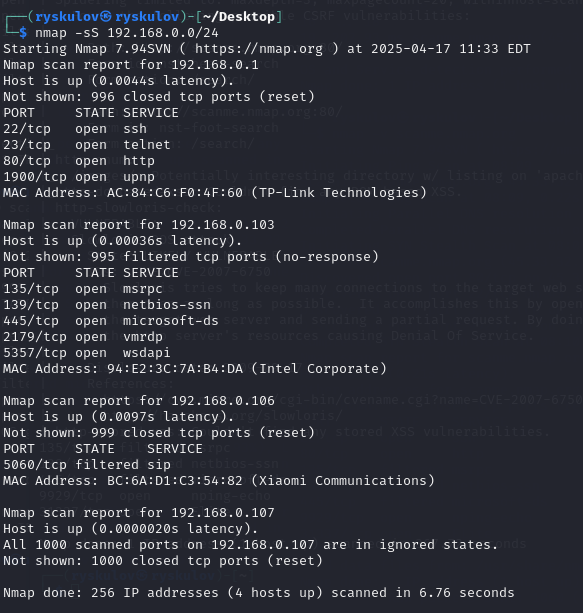 (ryskulov㉿ryskulov)-[~/Desktop]
$ nmap -sS 192.168.0.0/24
Starting Nmap 7.94SVN ( https://nmap.org ) at 2025-04-17 11:33 EDT
Nmap scan report for 192.168.0.1
Host is up (0.0044s latency).
Not shown: 996 closed tcp ports (reset)
PORT     STATE SERVICE
22/tcp   open  ssh
23/tcp   open  telnet
80/tcp   open  http
1900/tcp open  upnp
MAC Address: AC:84:C6:F0:4F:60 (TP-Link Technologies)
Nmap scan report for 192.168.0.103
Host is up (0.00036s latency).
Not shown: 995 filtered tcp ports (no-response)
PORT     STATE SERVICE
135/tcp  open  msrpc
139/tcp  open  netbios-ssn
445/tcp  open  microsoft-ds
2179/tcp open  vmrdp
5357/tcp open  wsdapi
MAC Address: 94:E2:3C:7A:B4:DA (Intel Corporate)
Nmap scan report for 192.168.0.106
Host is up (0.0097s latency).
Not shown: 999 closed tcp ports (reset)
PORT     STATE    SERVICE
5060/tcp filtered sip
MAC Address: BC:6A:D1:C3:54:82 (Xiaomi Communications)
Nmap scan report for 192.168.0.107
Host is up (0.0000020s latency).
All 1000 scanned ports on 192.168.0.107 are in ignored states.
Not shown: 1000 closed tcp ports (reset)
Nmap done: 256 IP addresses (4 hosts up) scanned in 6.76 seconds